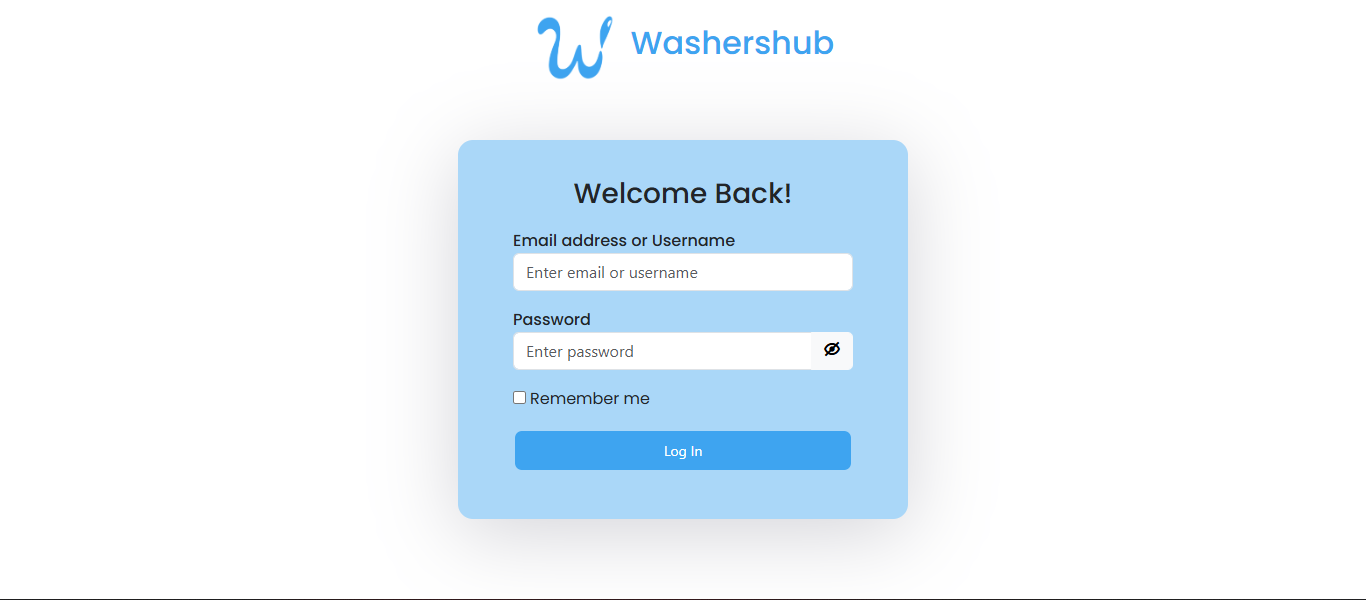 W Washershub
Welcome Back!
Email address or Username
Enter email or username
Password
Enter password
Remember me
Log In